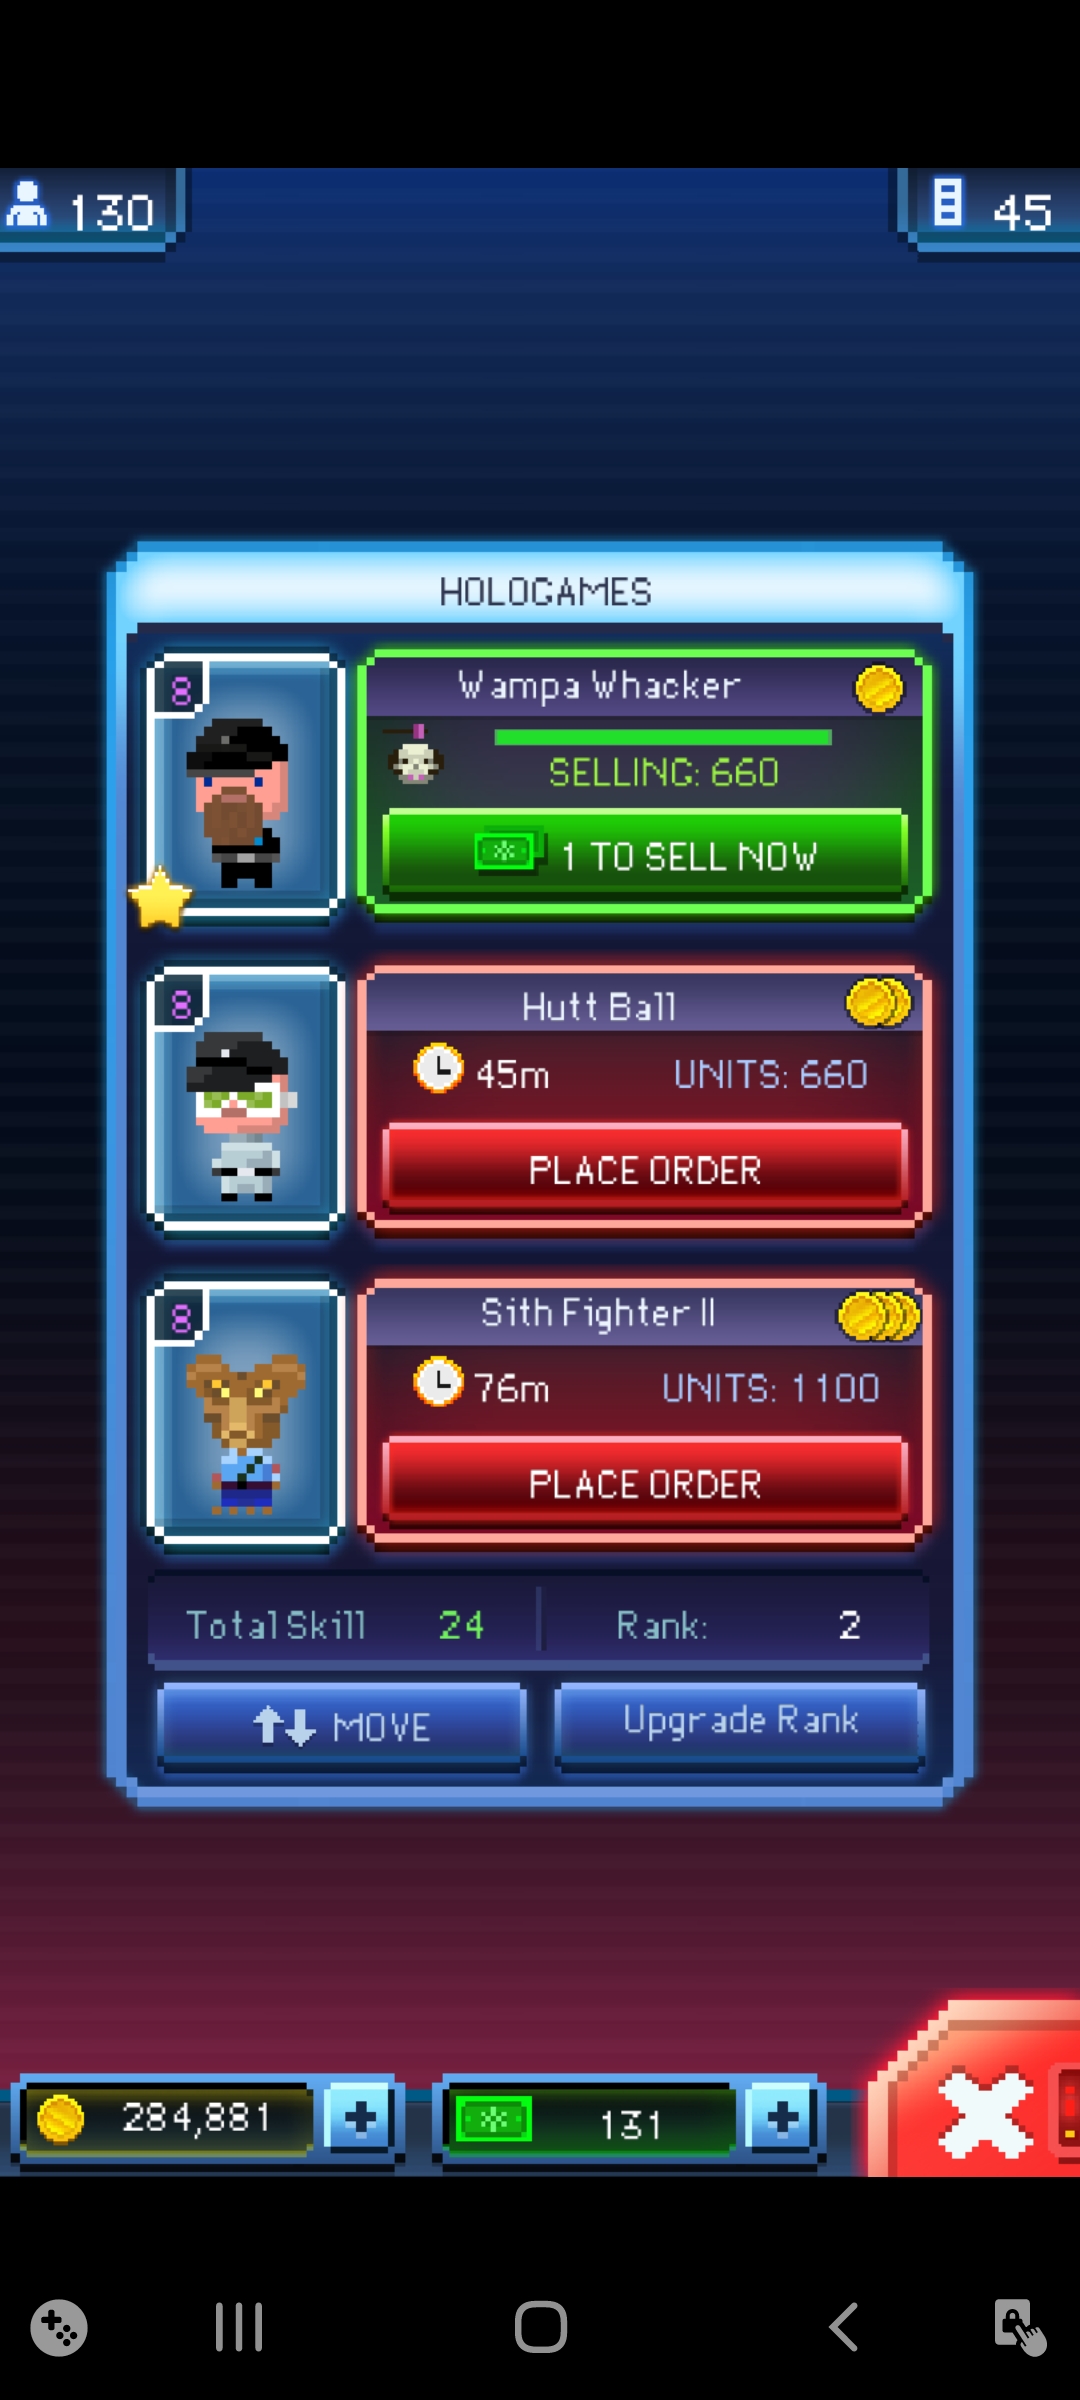 130
45
HOLOGAMES
8
Wampa Whacker
SELLING: 660
1 TO SELL NOW
8
Hutt Ball
45m
UNITS: 660
PLACE ORDER
8
Sith Fighter II
76m
UNITS: 1100
PLACE ORDER
Total Skill
24
Rank:
2
MOVE
Upgrade Rank
284,881
131